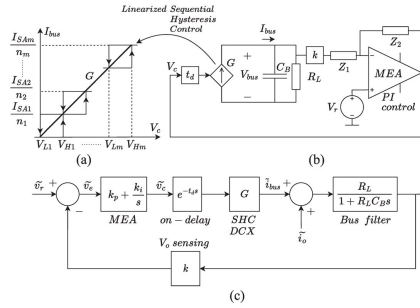 Linearized Sequential
Hysteresis
Control
I_bus
I_SAm
n_m
I_SA2
n_2
I_SA1
n_1
G
V_L1 V_H1 ...... V_Lm V_Hm
V_c
(a)
V_c
t_d
G
I_bus
+
V_bus
-
C_B
R_L
k
Z_1
Z_2
MEA
PI
control
-
+
V_r
+
-
(b)
ṽ_r
+
-
ṽ_e
k_p + k_i/s
MEA
ṽ_c
e^-t_d s
on-delay
G
SHC
DCX
ĩ_bus
+
+
ĩ_o
R_L
1 + R_L C_B s
Bus filter
V_o sensing
k
(c)